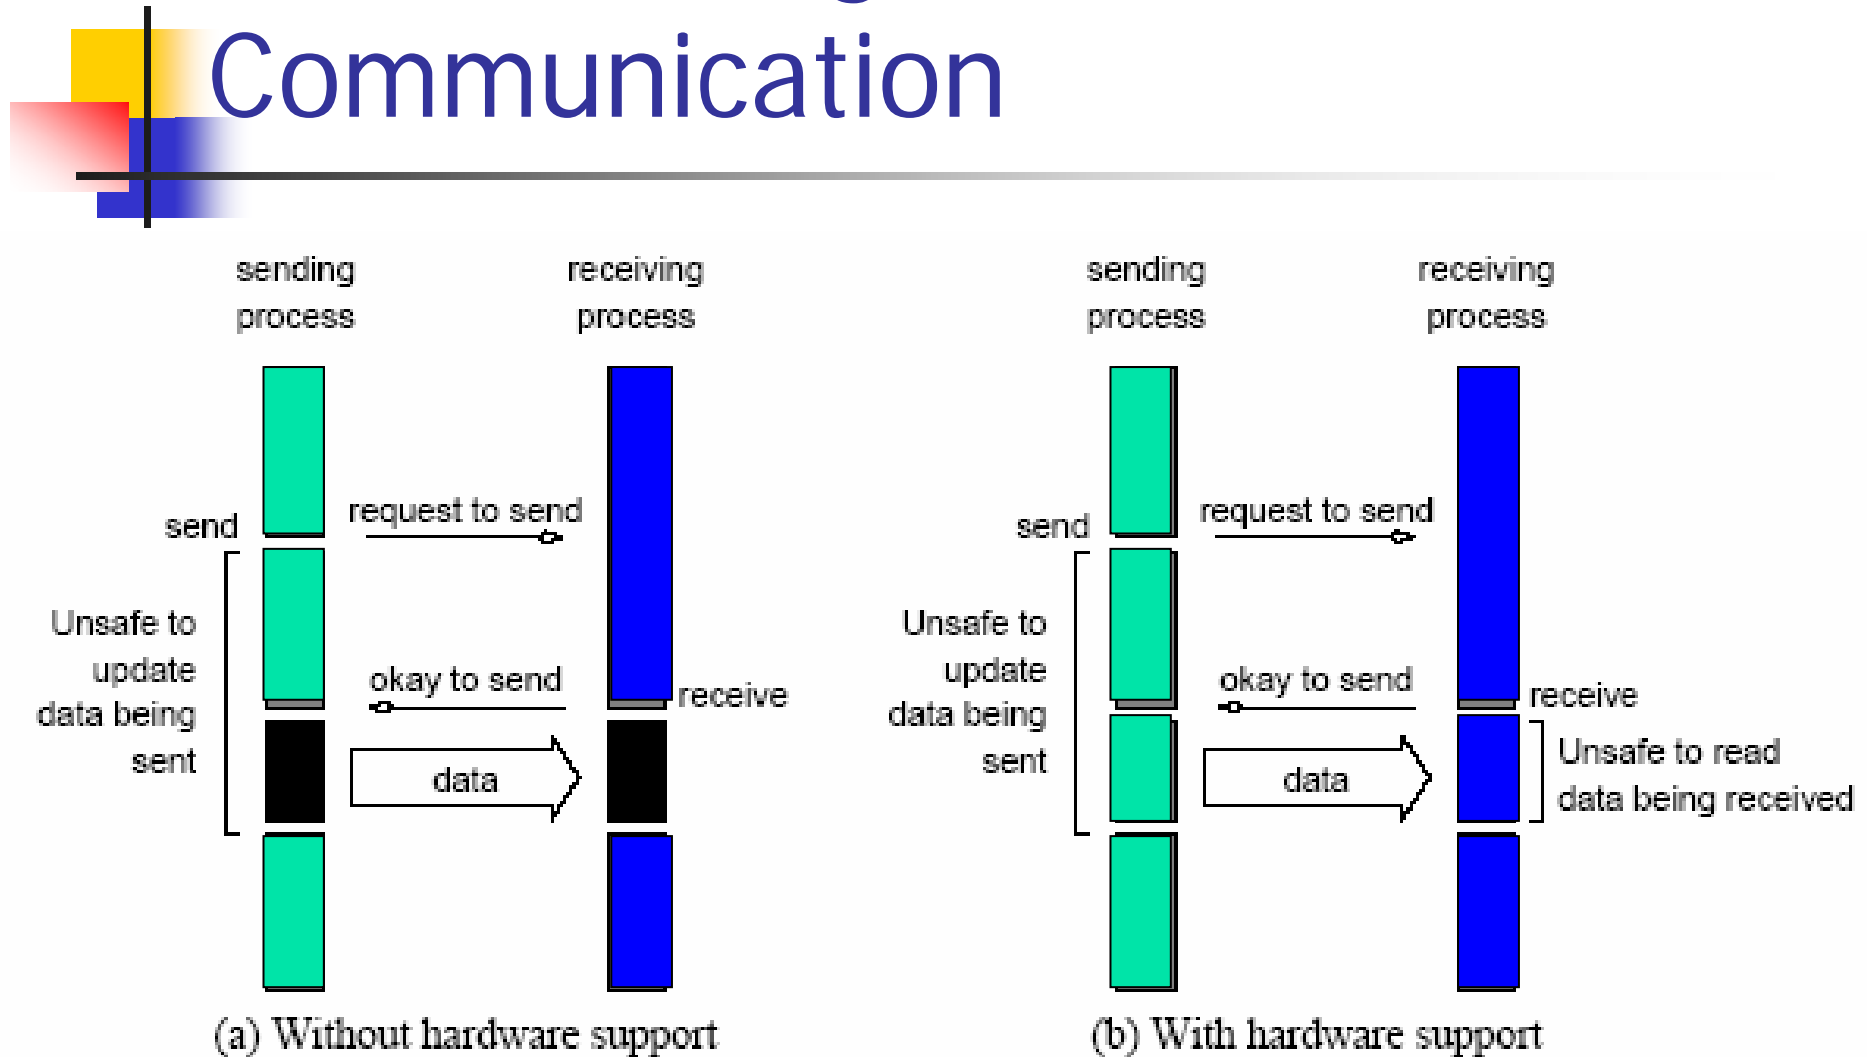 Communication
sending
process
receiving
process
send
request to send
Unsafe to
update
data being
sent
okay to send
receive
data
(a) Without hardware support
sending
process
receiving
process
send
request to send
Unsafe to
update
data being
sent
okay to send
receive
data
Unsafe to read
data being received
(b) With hardware support